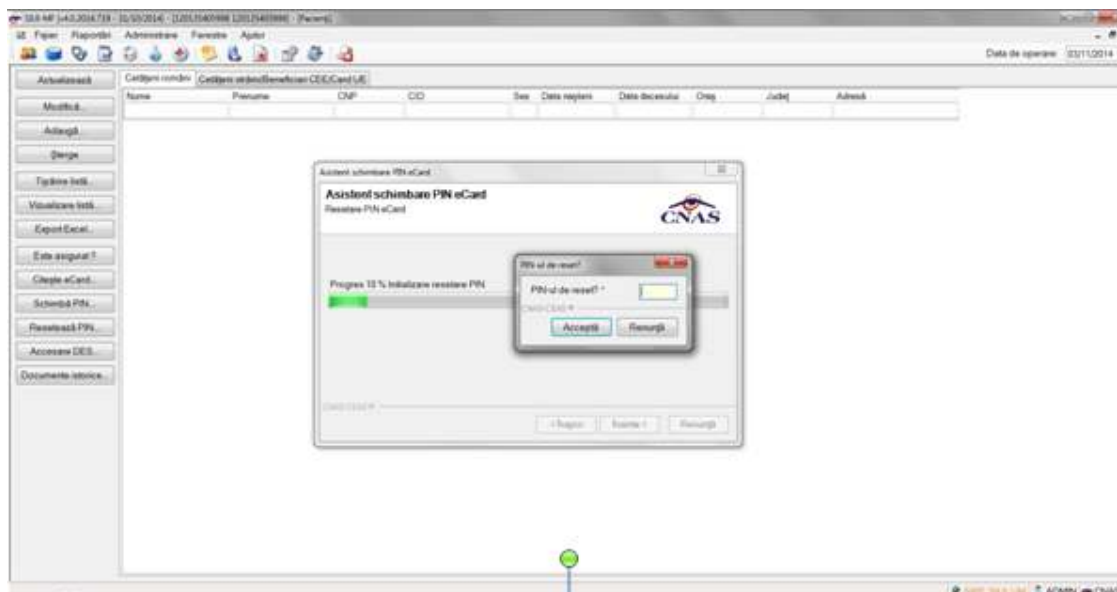 Fișier Rapoarte Administrare Ferestre Ajutor
Data de operare 03/11/2014
Actualizează
Modifică...
Adaugă...
Șterge
Tipărire listă...
Vizualizare listă...
Export Excel...
Este asigurat ?
Citește eCard...
Schimbă PIN...
Resetează PIN...
Accesare DES...
Documente istorice...
Cetățeni români Cetățeni străini/Beneficiari CEE/Card UE
Nume Prenume CNP CID Sex Data nașterii Data decesului Oraș Județ Adresă
Asistent schimbare PIN eCard
Asistent schimbare PIN eCard
Resetare PIN eCard
CNAS
Progres 10 % Initializare resetare PIN
PIN-ul de reset?
PIN-ul de reset? *
Acceptă Renunță
Înapoi Înainte Renunță
ADMIN CNAS